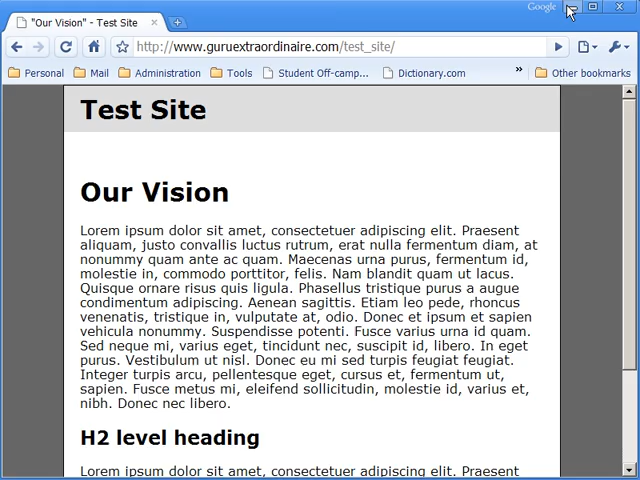 Google
"Our Vision" - Test Site
http://www.guruextraordinaire.com/test_site/
Personal Mail Administration Tools Student Off-camp... Dictionary.com » Other bookmarks
Test Site
Our Vision
Lorem ipsum dolor sit amet, consectetuer adipiscing elit. Praesent
aliquam, justo convallis luctus rutrum, erat nulla fermentum diam, at
nonummy quam ante ac quam. Maecenas urna purus, fermentum id,
molestie in, commodo porttitor, felis. Nam blandit quam ut lacus.
Quisque ornare risus quis ligula. Phasellus tristique purus a augue
condimentum adipiscing. Aenean sagittis. Etiam leo pede, rhoncus
venenatis, tristique in, vulputate at, odio. Donec et ipsum et sapien
vehicula nonummy. Suspendisse potenti. Fusce varius urna id quam.
Sed neque mi, varius eget, tincidunt nec, suscipit id, libero. In eget
purus. Vestibulum ut nisl. Donec eu mi sed turpis feugiat feugiat.
Integer turpis arcu, pellentesque eget, cursus et, fermentum ut,
sapien. Fusce metus mi, eleifend sollicitudin, molestie id, varius et,
nibh. Donec nec libero.
H2 level heading
Lorem ipsum dolor sit amet, consectetuer adipiscing elit. Praesent